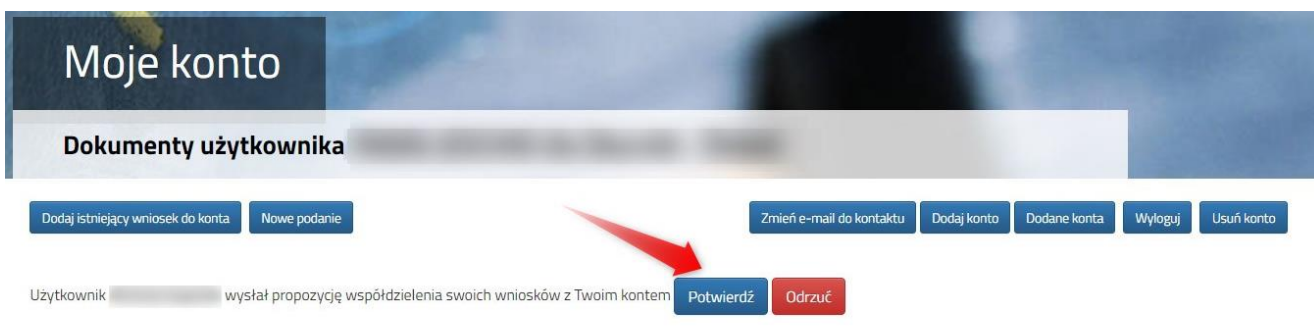 Moje konto
Dokumenty użytkownika
Dodaj istniejący wniosek do konta Nowe podanie Zmień e-mail do kontaktu Dodaj konto Dodane konta Wyloguj Usuń konto
Użytkownik wysłał propozycję współdzielenia swoich wniosków z Twoim kontem Potwierdź Odrzuć